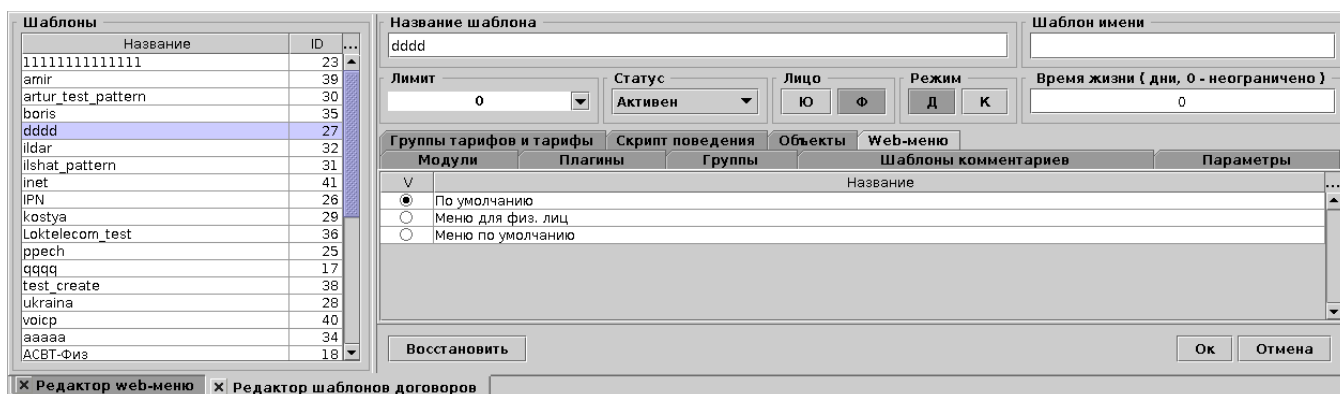 Шаблоны
Название ID ...
11111111111111 23
amir 39
artur_test_pattern 30
boris 35
dddd 27
ildar 32
ilshat_pattern 31
inet 41
IPN 26
kostya 29
Loktelecom_test 36
ppech 25
qqqq 17
test_create 38
ukraina 28
voicp 40
aaaaa 34
АСВТ-Физ 18
Название шаблона
dddd
Шаблон имени
Лимит
0
Статус
Активен
Лицо
Ю Ф
Режим
Д К
Время жизни ( дни, 0 - неограничено )
0
Группы тарифов и тарифы Скрипт поведения Объекты Web-меню
Модули Плагины Группы Шаблоны комментариев Параметры
V Название ...
По умолчанию
Меню для физ. лиц
Меню по умолчанию
Восстановить Ок Отмена
Редактор web-меню Редактор шаблонов договоров